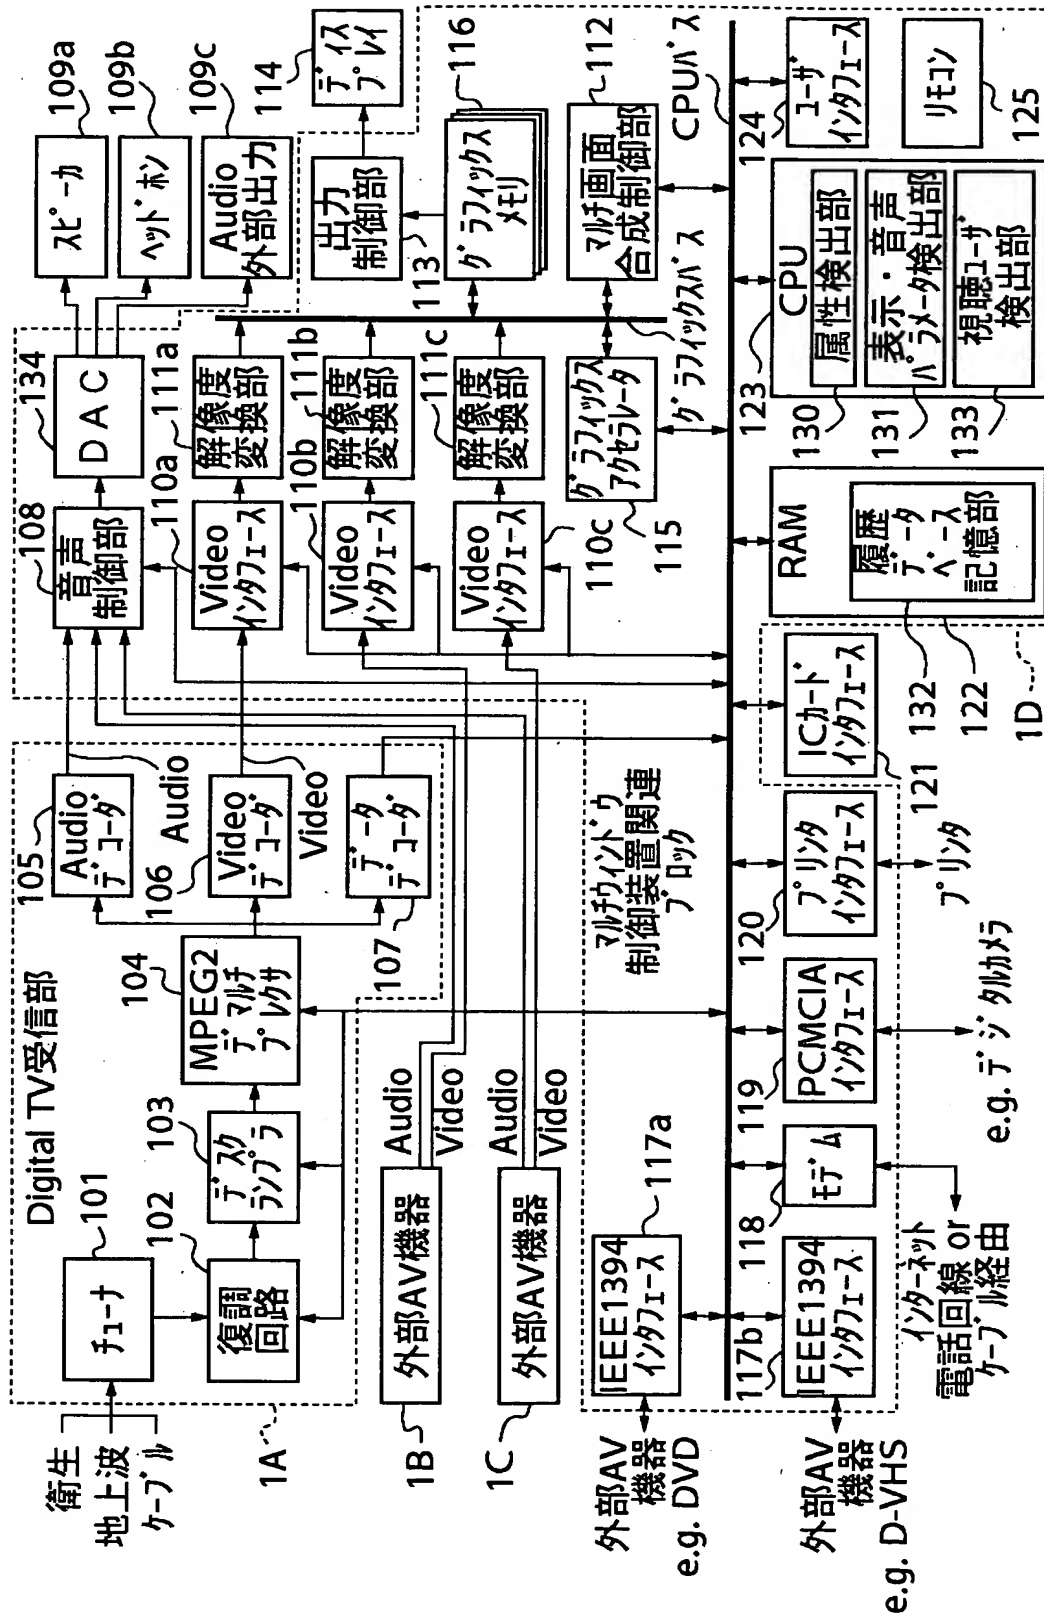 Digital TV受信部
衛生
地上波
ケーブル
101
チューナ
102
復調
回路
103
デスク
ランブラ
104
MPEG2
デマルチ
プレクサ
105
Audio
デコーダ
Audio
106
Video
デコーダ
Video
107
データ
デコーダ
1A
1B
外部AV機器
Audio
Video
1C
外部AV機器
Audio
Video
108
音声
制御部
134
DAC
109a
スピーカ
109b
ヘッドホン
109c
Audio
外部出力
110a
Video
インタフェース
111a
解像度
変換部
110b
Video
インタフェース
111b
解像度
変換部
110c
Video
インタフェース
111c
解像度
変換部
114
ディス
プレイ
113
出力
制御部
116
グラフィックス
メモリ
112
マルチ画面
合成制御部
115
グラフィックス
アクセラレータ
グラフィックスバス
CPUバス
マルチウィンドウ
制御装置関連
ブロック
外部AV
機器
e.g. DVD
117a
IEEE1394
インタフェース
外部AV
機器
e.g. D-VHS
117b
IEEE1394
インタフェース
118
モデム
インターネット
電話回線 or
ケーブル経由
119
PCMCIA
インタフェース
e.g. デジタルカメラ
120
プリンタ
インタフェース
プリンタ
121
ICカード
インタフェース
1D
122
RAM
132
履歴
データ
ベース
記憶部
123
CPU
130
属性検出部
131
表示・音声
パラメータ検出部
133
視聴ユーザ
検出部
124
ユーザ
インタフェース
125
リモコン